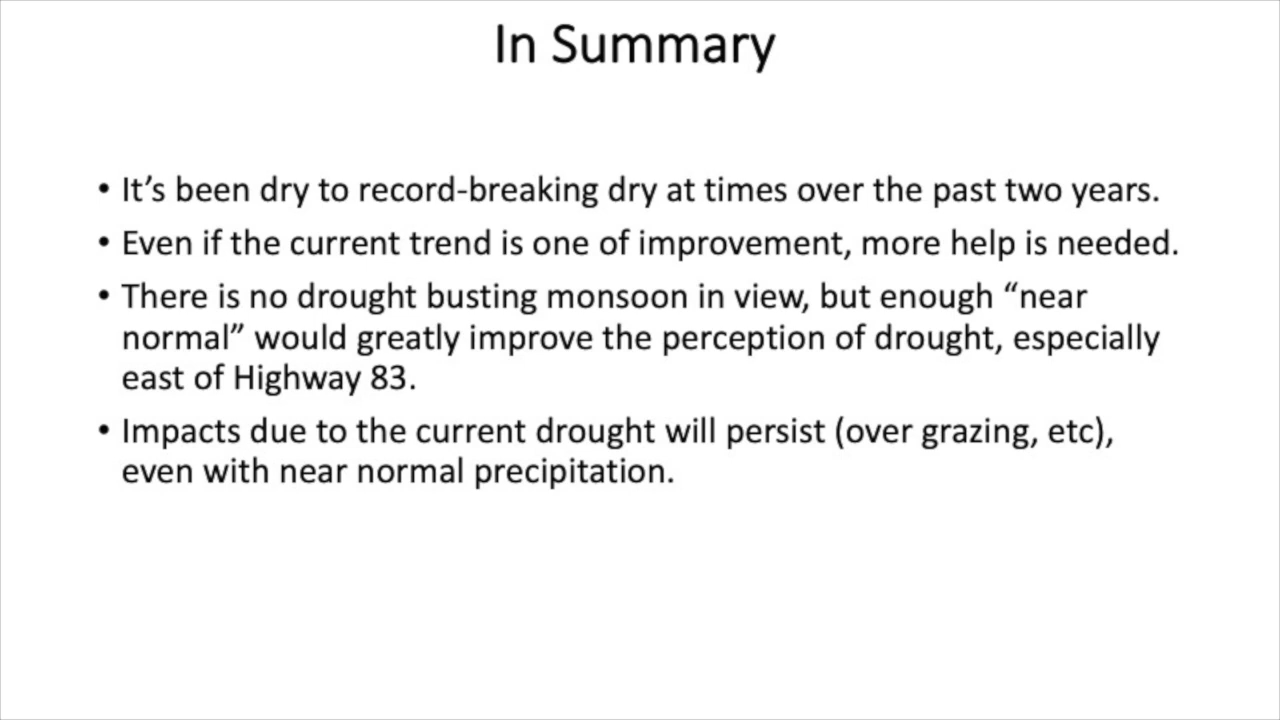 In Summary
• It’s been dry to record-breaking dry at times over the past two years.
• Even if the current trend is one of improvement, more help is needed.
• There is no drought busting monsoon in view, but enough “near
normal” would greatly improve the perception of drought, especially
east of Highway 83.
• Impacts due to the current drought will persist (over grazing, etc),
even with near normal precipitation.